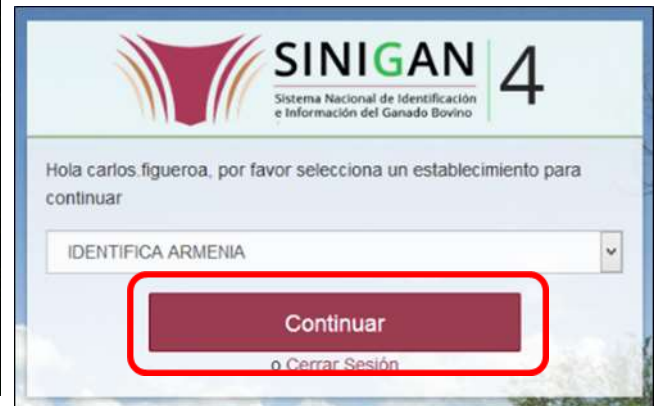 SINIGAN 4
Sistema Nacional de Identificación
e Información del Ganado Bovino
Hola carlos.figueroa, por favor selecciona un establecimiento para
continuar
IDENTIFICA ARMENIA
Continuar
o Cerrar Sesión